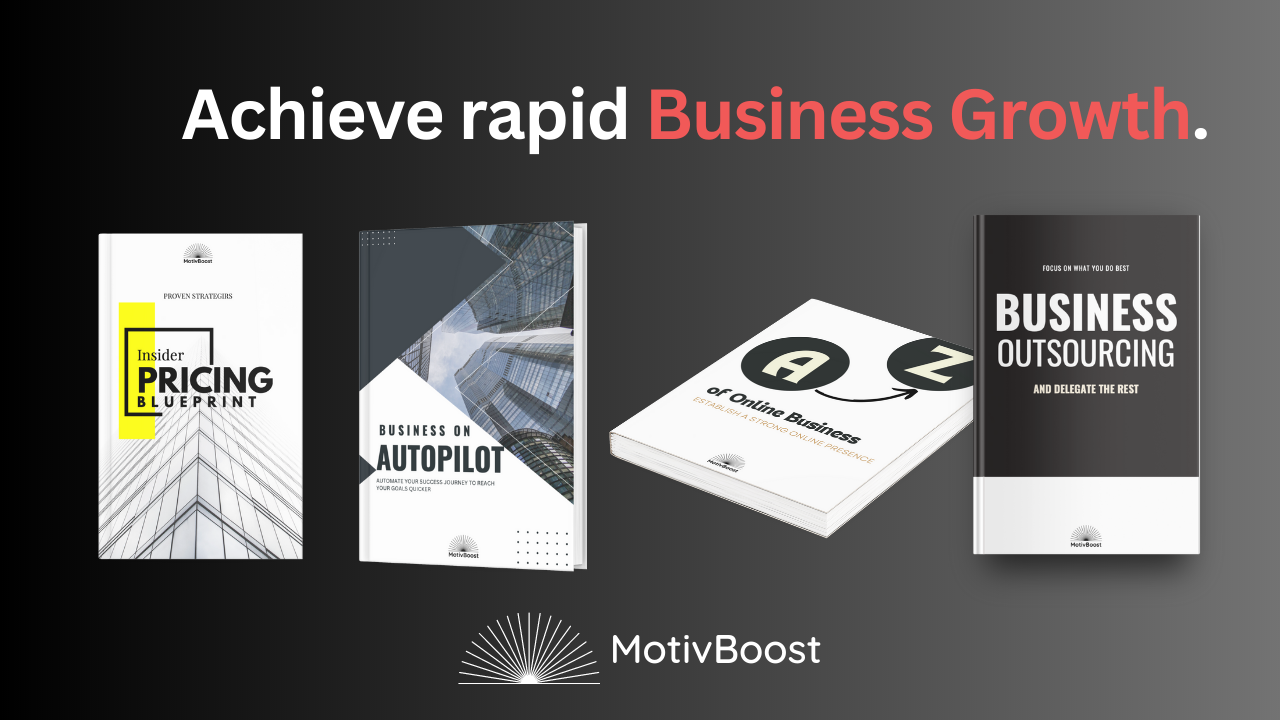 Achieve rapid Business Growth.
MotivBoost
PROVEN STRATEGIRS
Insider
PRICING
BLUEPRINT
BUSINESS ON
AUTOPILOT
AUTOMATE YOUR SUCCESS JOURNEY TO REACH
YOUR GOALS QUICKER
MotivBoost
A Z
of Online Business
ESTABLISH A STRONG ONLINE PRESENCE
MotivBoost
FOCUS ON WHAT YOU DO BEST
BUSINESS
OUTSOURCING
AND DELEGATE THE REST
MotivBoost
MotivBoost